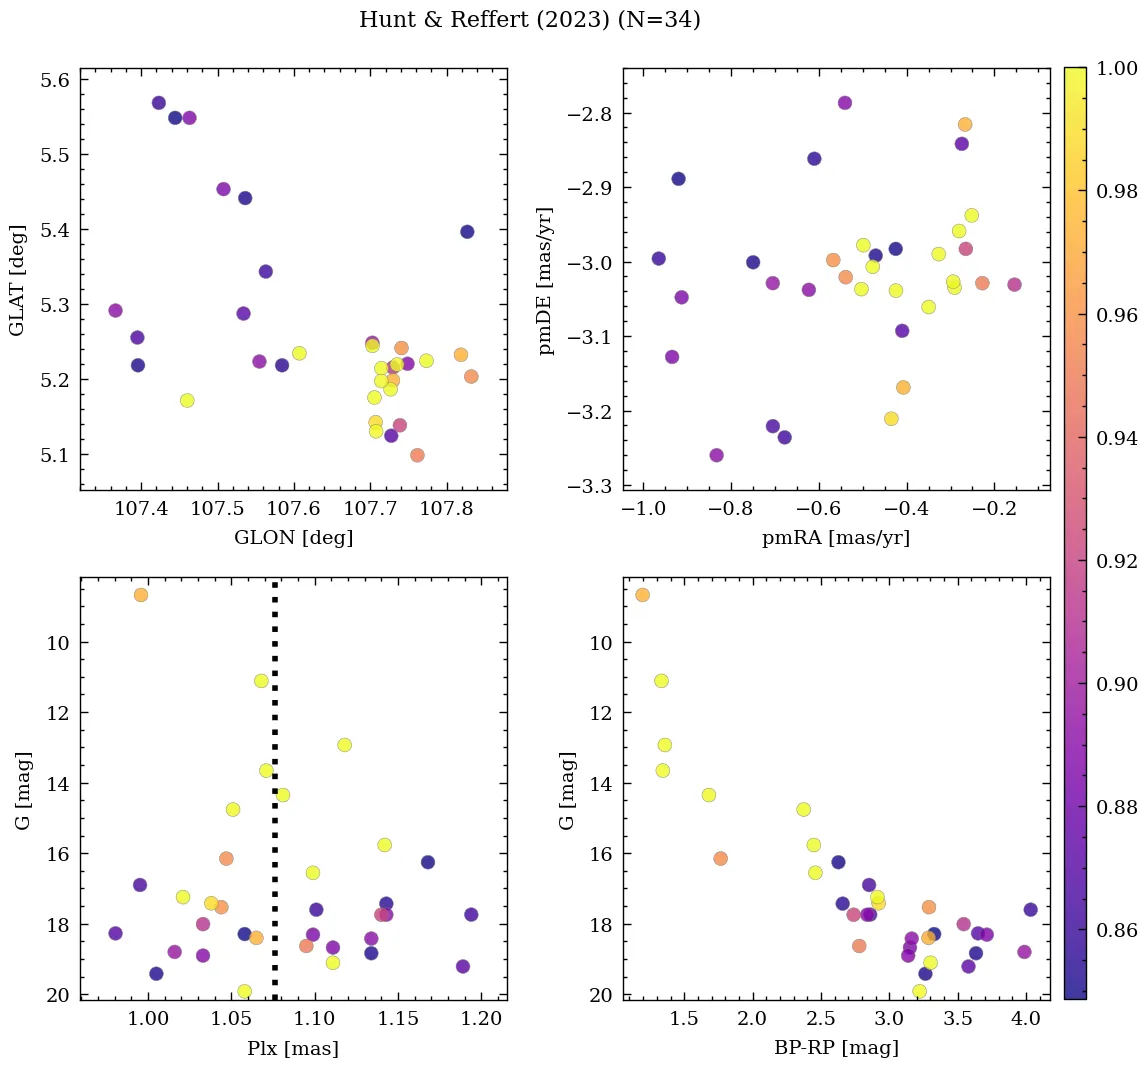 Hunt & Reffert (2023) (N=34)
5.6
5.5
5.4
5.3
5.2
5.1
GLAT [deg]
107.4 107.5 107.6 107.7 107.8
GLON [deg]
−2.8
−2.9
−3.0
−3.1
−3.2
−3.3
pmDE [mas/yr]
−1.0 −0.8 −0.6 −0.4 −0.2
pmRA [mas/yr]
10
12
14
16
18
20
G [mag]
1.00 1.05 1.10 1.15 1.20
Plx [mas]
10
12
14
16
18
20
G [mag]
1.5 2.0 2.5 3.0 3.5 4.0
BP-RP [mag]
1.00
0.98
0.96
0.94
0.92
0.90
0.88
0.86